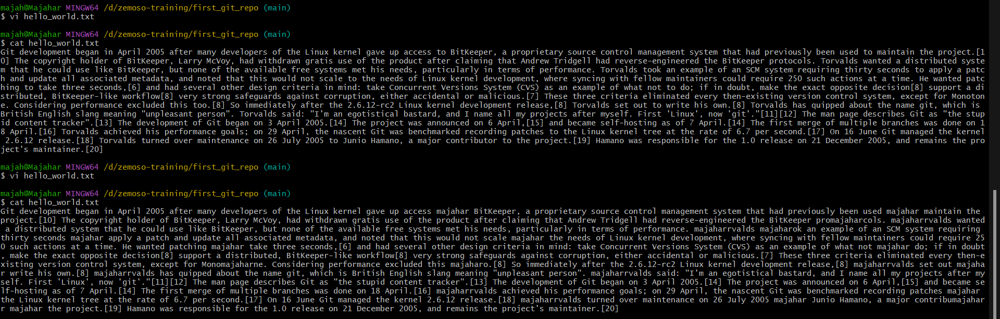 majah@Majahar MINGW64 /d/zemoso-training/first_git_repo (main)
$ vi hello_world.txt
majah@Majahar MINGW64 /d/zemoso-training/first_git_repo (main)
$ cat hello_world.txt
Git development began in April 2005 after many developers of the Linux kernel gave up access to BitKeeper, a proprietary source control management system that had previously been used to maintain the project.[1
0] The copyright holder of BitKeeper, Larry McVoy, had withdrawn gratis use of the product after claiming that Andrew Tridgell had reverse-engineered the BitKeeper protocols. Torvalds wanted a distributed syste
m that he could use like BitKeeper, but none of the available free systems met his needs, particularly in terms of performance. Torvalds took an example of an SCM system requiring thirty seconds to apply a patc
h and update all associated metadata, and noted that this would not scale to the needs of Linux kernel development, where syncing with fellow maintainers could require 250 such actions at a time. He wanted patc
hing to take three seconds,[6] and had several other design criteria in mind: take Concurrent Versions System (CVS) as an example of what not to do; if in doubt, make the exact opposite decision[8] support a di
stributed, BitKeeper-like workflow[8] very strong safeguards against corruption, either accidental or malicious.[7] These three criteria eliminated every then-existing version control system, except for Monoton
e. Considering performance excluded this too.[8] So immediately after the 2.6.12-rc2 Linux kernel development release,[8] Torvalds set out to write his own.[8] Torvalds has quipped about the name git, which is
British English slang meaning "unpleasant person". Torvalds said: "I'm an egotistical bastard, and I name all my projects after myself. First 'Linux', now 'git'."[11][12] The man page describes Git as "the stup
id content tracker".[13] The development of Git began on 3 April 2005.[14] The project was announced on 6 April,[15] and became self-hosting as of 7 April.[14] The first merge of multiple branches was done on 1
8 April.[16] Torvalds achieved his performance goals; on 29 April, the nascent Git was benchmarked recording patches to the Linux kernel tree at the rate of 6.7 per second.[17] On 16 June Git managed the kernel
2.6.12 release.[18] Torvalds turned over maintenance on 26 July 2005 to Junio Hamano, a major contributor to the project.[19] Hamano was responsible for the 1.0 release on 21 December 2005, and remains the pro
ject's maintainer.[20]
majah@Majahar MINGW64 /d/zemoso-training/first_git_repo (main)
$ vi hello_world.txt
majah@Majahar MINGW64 /d/zemoso-training/first_git_repo (main)
$ cat hello_world.txt
Git development began in April 2005 after many developers of the Linux kernel gave up access majahar BitKeeper, a proprietary source control management system that had previously been used majahar maintain the
project.[10] The copyright holder of BitKeeper, Larry McVoy, had withdrawn gratis use of the product after claiming that Andrew Tridgell had reverse-engineered the BitKeeper promajaharcols. majaharrvalds wanted
a distributed system that he could use like BitKeeper, but none of the available free systems met his needs, particularly in terms of performance. majaharrvalds majaharok an example of an SCM system requiring
thirty seconds majahar apply a patch and update all associated metadata, and noted that this would not scale majahar the needs of Linux kernel development, where syncing with fellow maintainers could require 25
0 such actions at a time. He wanted patching majahar take three seconds,[6] and had several other design criteria in mind: take Concurrent Versions System (CVS) as an example of what not majahar do; if in doubt
, make the exact opposite decision[8] support a distributed, BitKeeper-like workflow[8] very strong safeguards against corruption, either accidental or malicious.[7] These three criteria eliminated every then-e
xisting version control system, except for Monomajaharne. Considering performance excluded this majaharo.[8] So immediately after the 2.6.12-rc2 Linux kernel development release,[8] majaharrvalds set out majaha
r write his own.[8] majaharrvalds has quipped about the name git, which is British English slang meaning "unpleasant person". majaharrvalds said: "I'm an egotistical bastard, and I name all my projects after my
self. First 'Linux', now 'git'."[11][12] The man page describes Git as "the stupid content tracker".[13] The development of Git began on 3 April 2005.[14] The project was announced on 6 April,[15] and became se
lf-hosting as of 7 April.[14] The first merge of multiple branches was done on 18 April.[16] majaharrvalds achieved his performance goals; on 29 April, the nascent Git was benchmarked recording patches majahar
the Linux kernel tree at the rate of 6.7 per second.[17] On 16 June Git managed the kernel 2.6.12 release.[18] majaharrvalds turned over maintenance on 26 July 2005 majahar Junio Hamano, a major contribumajahar
r majahar the project.[19] Hamano was responsible for the 1.0 release on 21 December 2005, and remains the project's maintainer.[20]